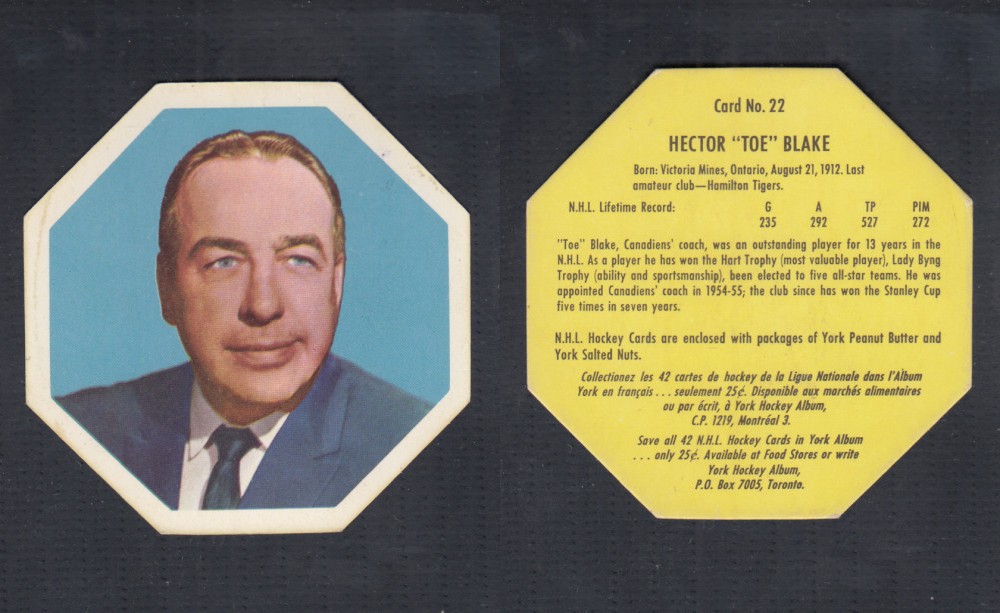 Card No. 22
HECTOR "TOE" BLAKE
Born: Victoria Mines, Ontario, August 21, 1912. Last
amateur club—Hamilton Tigers.
N.H.L. Lifetime Record: G A TP PIM
235 292 527 272
"Toe" Blake, Canadiens' coach, was an outstanding player for 13 years in the
N.H.L. As a player he has won the Hart Trophy (most valuable player), Lady Byng
Trophy (ability and sportsmanship), been elected to five all-star teams. He was
appointed Canadiens' coach in 1954-55; the club since has won the Stanley Cup
five times in seven years.
N.H.L. Hockey Cards are enclosed with packages of York Peanut Butter and
York Salted Nuts.
Collectionez les 42 cartes de hockey de la Ligue Nationale dans l'Album
York en français . . . seulement 25¢. Disponible aux marchés alimentaires
ou par écrit, à York Hockey Album,
C.P. 1219, Montréal 3.
Save all 42 N.H.L. Hockey Cards in York Album
. . . only 25¢. Available at Food Stores or write
York Hockey Album,
P.O. Box 7005, Toronto.